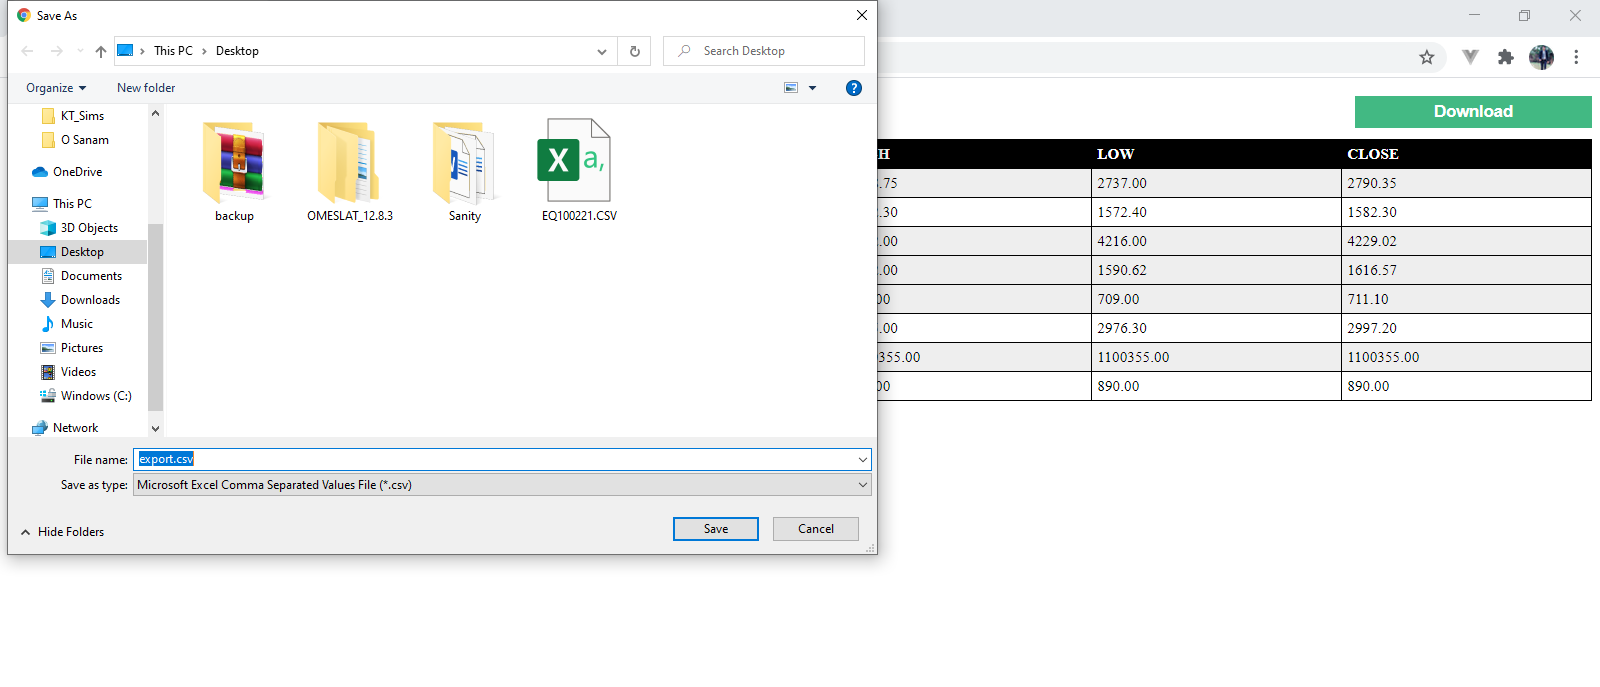 Save As
This PC › Desktop
Search Desktop
Organize
New folder
?
KT_Sims
O Sanam
OneDrive
This PC
3D Objects
Desktop
Documents
Downloads
Music
Pictures
Videos
Windows (C:)
Network
backup
OMESLAT_12.8.3
Sanity
EQ100221.CSV
File name: export.csv
Save as type: Microsoft Excel Comma Separated Values File (*.csv)
Hide Folders
Save Cancel
Download
H LOW CLOSE
.75 2737.00 2790.35
.30 1572.40 1582.30
.00 4216.00 4229.02
.00 1590.62 1616.57
00 709.00 711.10
.00 2976.30 2997.20
355.00 1100355.00 1100355.00
00 890.00 890.00